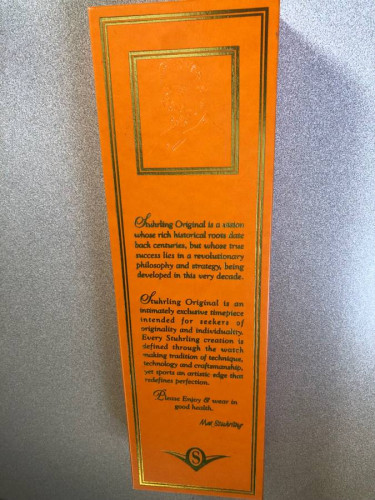 Stuhrling Original is a vision
whose rich historical roots date
back centuries, but whose true
success lies in a revolutionary
philosophy and strategy, being
developed in this very decade.
Stuhrling Original is an
intimately exclusive timepiece
intended for seekers of
originality and individuality.
Every Stuhrling creation is
defined through the watch
making tradition of technique,
technology and craftsmanship,
yet sports an artistic edge that
redefines perfection.
Please Enjoy & wear in
good health.
Mat Stuhrling
S